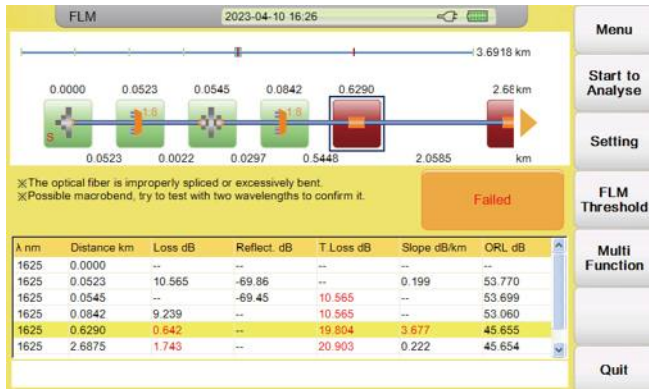 FLM 2023-04-10 16:26
Menu
3.6918 km
Start to
Analyse
0.0000 0.0523 0.0545 0.0842 0.6290 2.68 km
S 1:8 1:8
0.0523 0.0022 0.0297 0.5448 2.0585 km
Setting
※The optical fiber is improperly spliced or excessively bent.
※Possible macrobend, try to test with two wavelengths to confirm it.
Failed
FLM
Threshold
λ nm Distance km Loss dB Reflect. dB T.Loss dB Slope dB/km ORL dB
1625 0.0000 -- -- -- -- --
1625 0.0523 10.565 -69.86 -- 0.199 53.770
1625 0.0545 -- -69.45 10.565 -- 53.699
1625 0.0842 9.239 -- 10.565 -- 53.060
1625 0.6290 0.642 -- 19.804 3.677 45.655
1625 2.6875 1.743 -- 20.903 0.222 45.654
Multi
Function
Quit